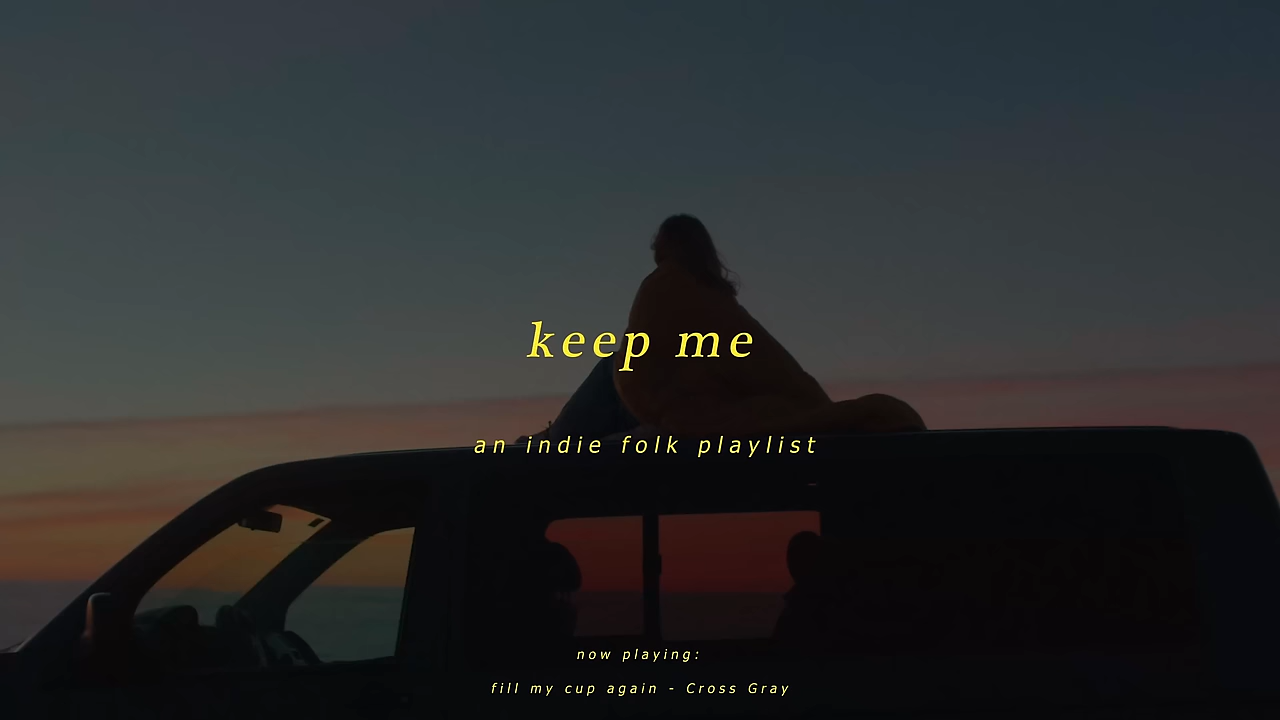 keep me
an indie folk playlist
now playing:
fill my cup again - Cross Gray